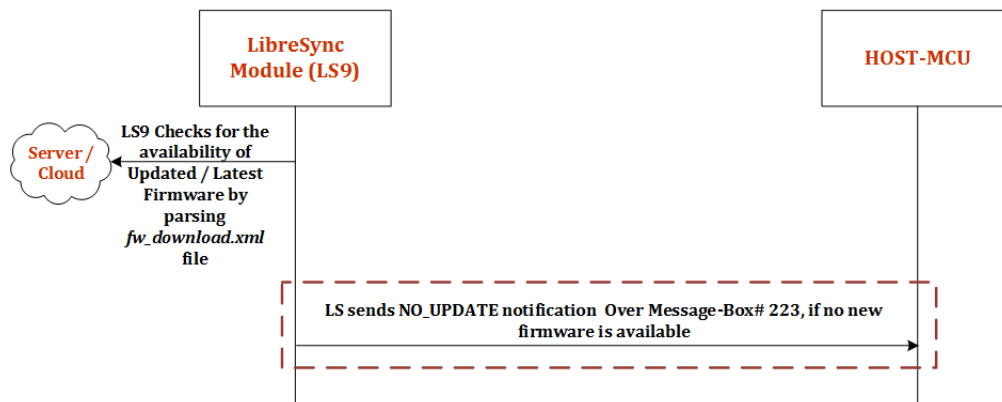 LibreSync
Module (LS9)
HOST-MCU
Server /
Cloud
LS9 Checks for the
availability of
Updated / Latest
Firmware by
parsing
fw_download.xml
file
LS sends NO_UPDATE notification Over Message-Box# 223, if no new
firmware is available